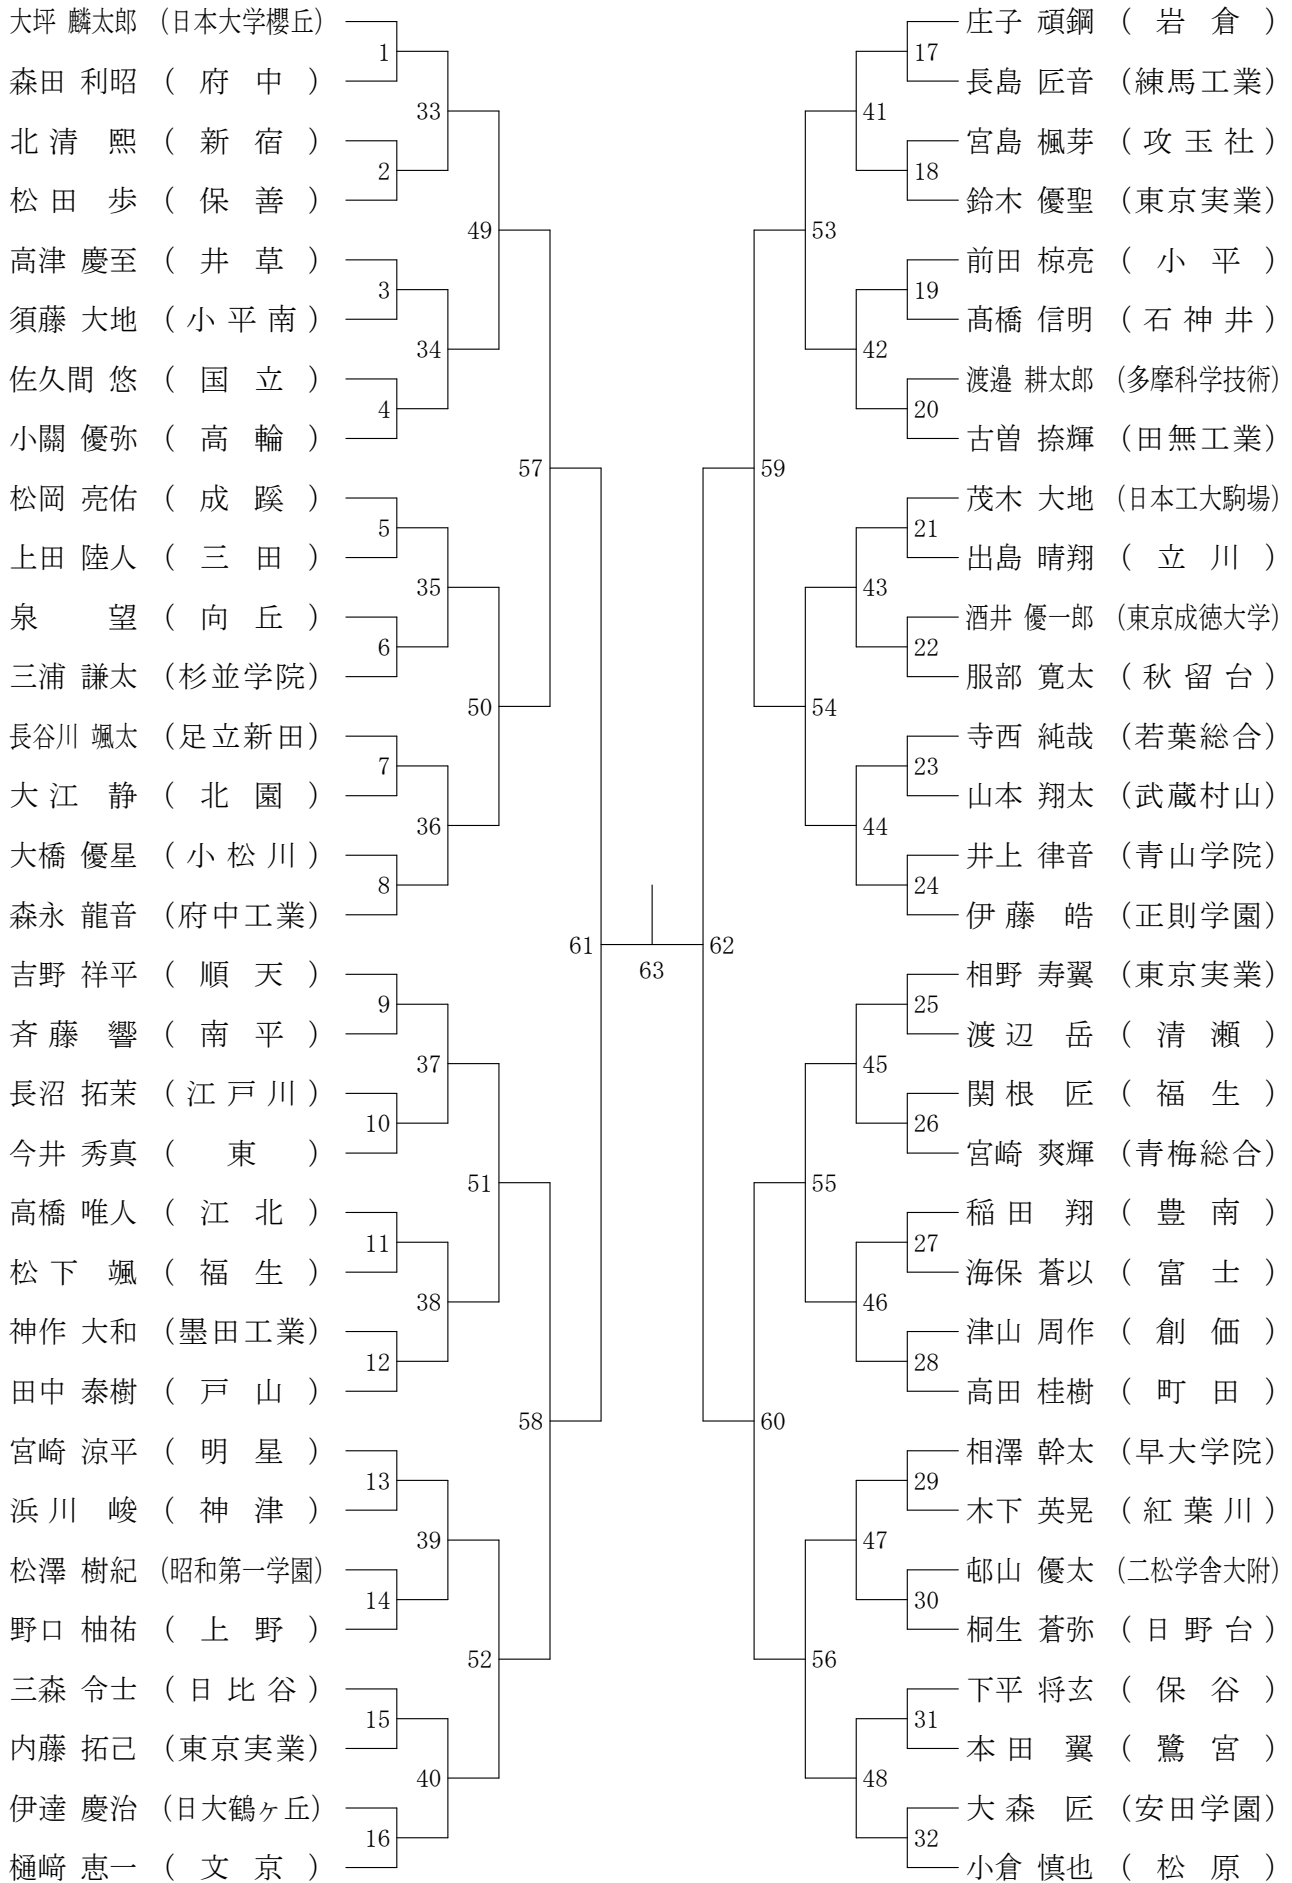 大坪 麟太郎 (日本大学櫻丘)
1
森田 利昭 ( 府 中 )
33
北 清 熙 ( 新 宿 )
2
松 田 歩 ( 保 善 )
49
高津 慶至 ( 井 草 )
3
須藤 大地 ( 小 平 南 )
34
佐久間 悠 ( 国 立 )
4
小關 優弥 ( 高 輪 )
57
松岡 亮佑 ( 成 蹊 )
5
上田 陸人 ( 三 田 )
35
泉 望 ( 向 丘 )
6
三浦 謙太 (杉並学院)
50
長谷川 颯太 (足立新田)
7
大 江 静 ( 北 園 )
36
大橋 優星 ( 小 松 川 )
8
森永 龍音 (府中工業)
61
吉野 祥平 ( 順 天 )
9
斉 藤 響 ( 南 平 )
37
長沼 拓茉 ( 江 戸 川 )
10
今井 秀真 ( 東 )
51
高橋 唯人 ( 江 北 )
11
松 下 颯 ( 福 生 )
38
神作 大和 (墨田工業)
12
田中 泰樹 ( 戸 山 )
58
宮崎 涼平 ( 明 星 )
13
浜 川 峻 ( 神 津 )
39
松澤 樹紀 (昭和第一学園)
14
野口 柚祐 ( 上 野 )
52
三森 令士 ( 日 比 谷 )
15
内藤 拓己 (東京実業)
40
伊達 慶治 (日大鶴ヶ丘)
16
樋﨑 恵一 ( 文 京 )
63
庄子 頑鋼 ( 岩 倉 )
17
長島 匠音 (練馬工業)
41
宮島 楓芽 ( 攻 玉 社 )
18
鈴木 優聖 (東京実業)
53
前田 椋亮 ( 小 平 )
19
髙橋 信明 ( 石 神 井 )
42
渡邉 耕太郎 (多摩科学技術)
20
古曽 捺輝 (田無工業)
59
茂木 大地 (日本工大駒場)
21
出島 晴翔 ( 立 川 )
43
酒井 優一郎 (東京成徳大学)
22
服部 寛太 ( 秋 留 台 )
54
寺西 純哉 (若葉総合)
23
山本 翔太 (武蔵村山)
44
井上 律音 (青山学院)
24
伊 藤 皓 (正則学園)
62
相野 寿翼 (東京実業)
25
渡 辺 岳 ( 清 瀬 )
45
関 根 匠 ( 福 生 )
26
宮崎 爽輝 (青梅総合)
55
稲 田 翔 ( 豊 南 )
27
海保 蒼以 ( 富 士 )
46
津山 周作 ( 創 価 )
28
高田 桂樹 ( 町 田 )
60
相澤 幹太 (早大学院)
29
木下 英晃 ( 紅 葉 川 )
47
邨山 優太 (二松学舎大附)
30
桐生 蒼弥 ( 日 野 台 )
56
下平 将玄 ( 保 谷 )
31
本 田 翼 ( 鷺 宮 )
48
大 森 匠 (安田学園)
32
小倉 慎也 ( 松 原 )